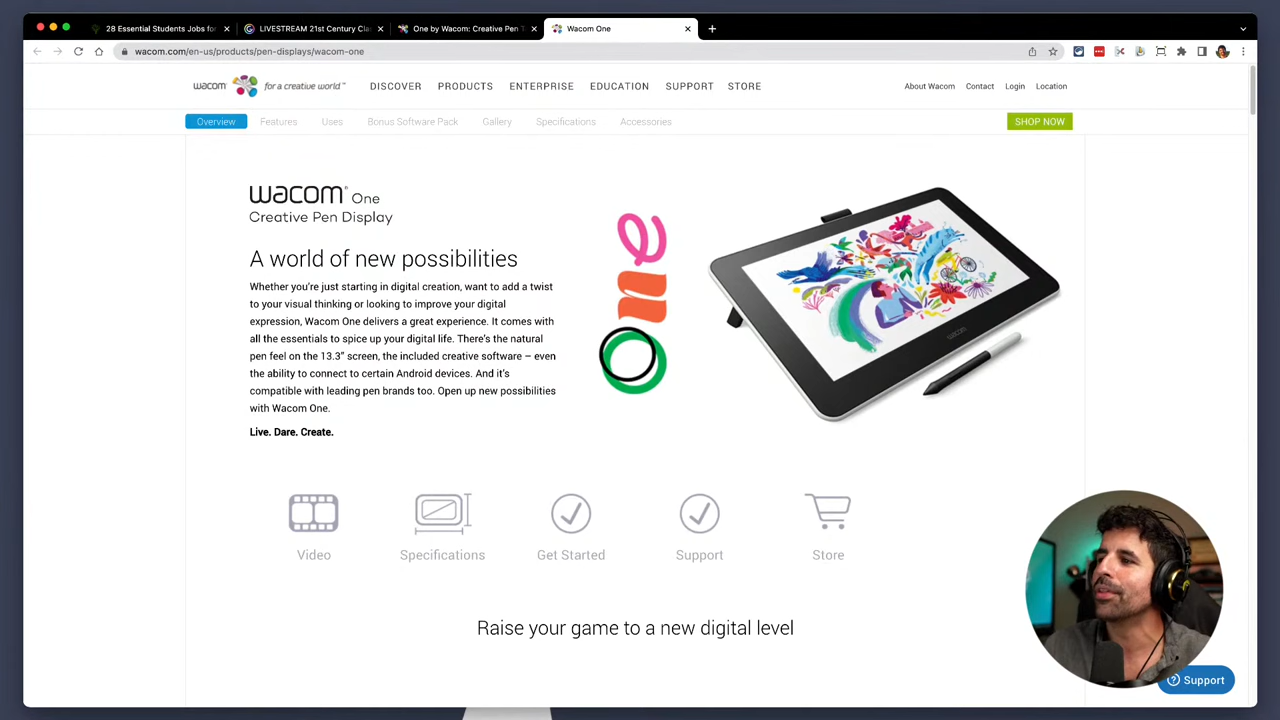 28 Essential Students Jobs for
LIVESTREAM 21st Century Cla
One by Wacom: Creative Pen T
Wacom One
wacom.com/en-us/products/pen-displays/wacom-one
wacom for a creative world™
DISCOVER PRODUCTS ENTERPRISE EDUCATION SUPPORT STORE
About Wacom Contact Login Location
Overview Features Uses Bonus Software Pack Gallery Specifications Accessories
SHOP NOW
wacom® One
Creative Pen Display
A world of new possibilities
Whether you're just starting in digital creation, want to add a twist
to your visual thinking or looking to improve your digital
expression, Wacom One delivers a great experience. It comes with
all the essentials to spice up your digital life. There's the natural
pen feel on the 13.3" screen, the included creative software – even
the ability to connect to certain Android devices. And it's
compatible with leading pen brands too. Open up new possibilities
with Wacom One.
Live. Dare. Create.
one
wacom
Video Specifications Get Started Support Store
Raise your game to a new digital level
Support